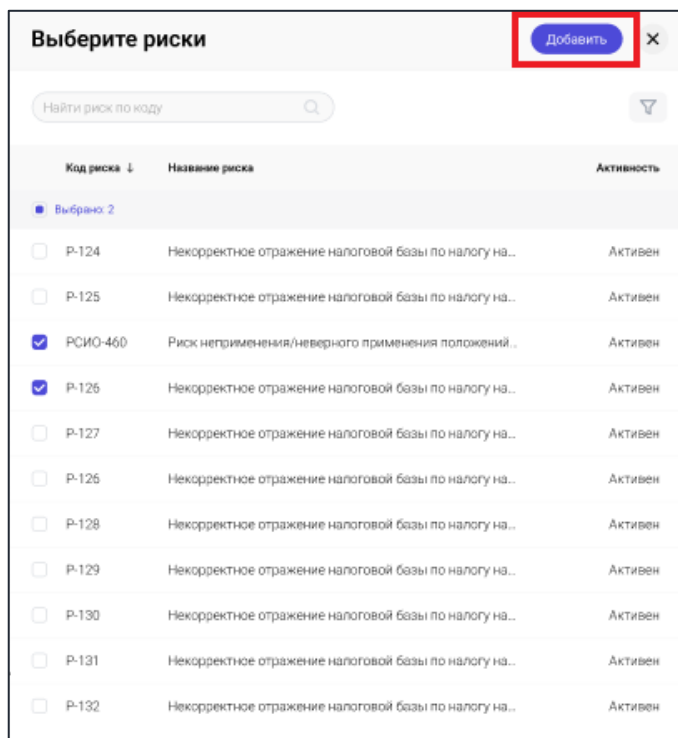 Выберите риски Добавить
Найти риск по коду
Код риска ↓ Название риска Активность
Выбрано: 2
Р-124 Некорректное отражение налоговой базы по налогу на... Активен
Р-125 Некорректное отражение налоговой базы по налогу на... Активен
РСИО-460 Риск неприменения/неверного применения положений... Активен
Р-126 Некорректное отражение налоговой базы по налогу на... Активен
Р-127 Некорректное отражение налоговой базы по налогу на... Активен
Р-126 Некорректное отражение налоговой базы по налогу на... Активен
Р-128 Некорректное отражение налоговой базы по налогу на... Активен
Р-129 Некорректное отражение налоговой базы по налогу на... Активен
Р-130 Некорректное отражение налоговой базы по налогу на... Активен
Р-131 Некорректное отражение налоговой базы по налогу на... Активен
Р-132 Некорректное отражение налоговой базы по налогу на... Активен